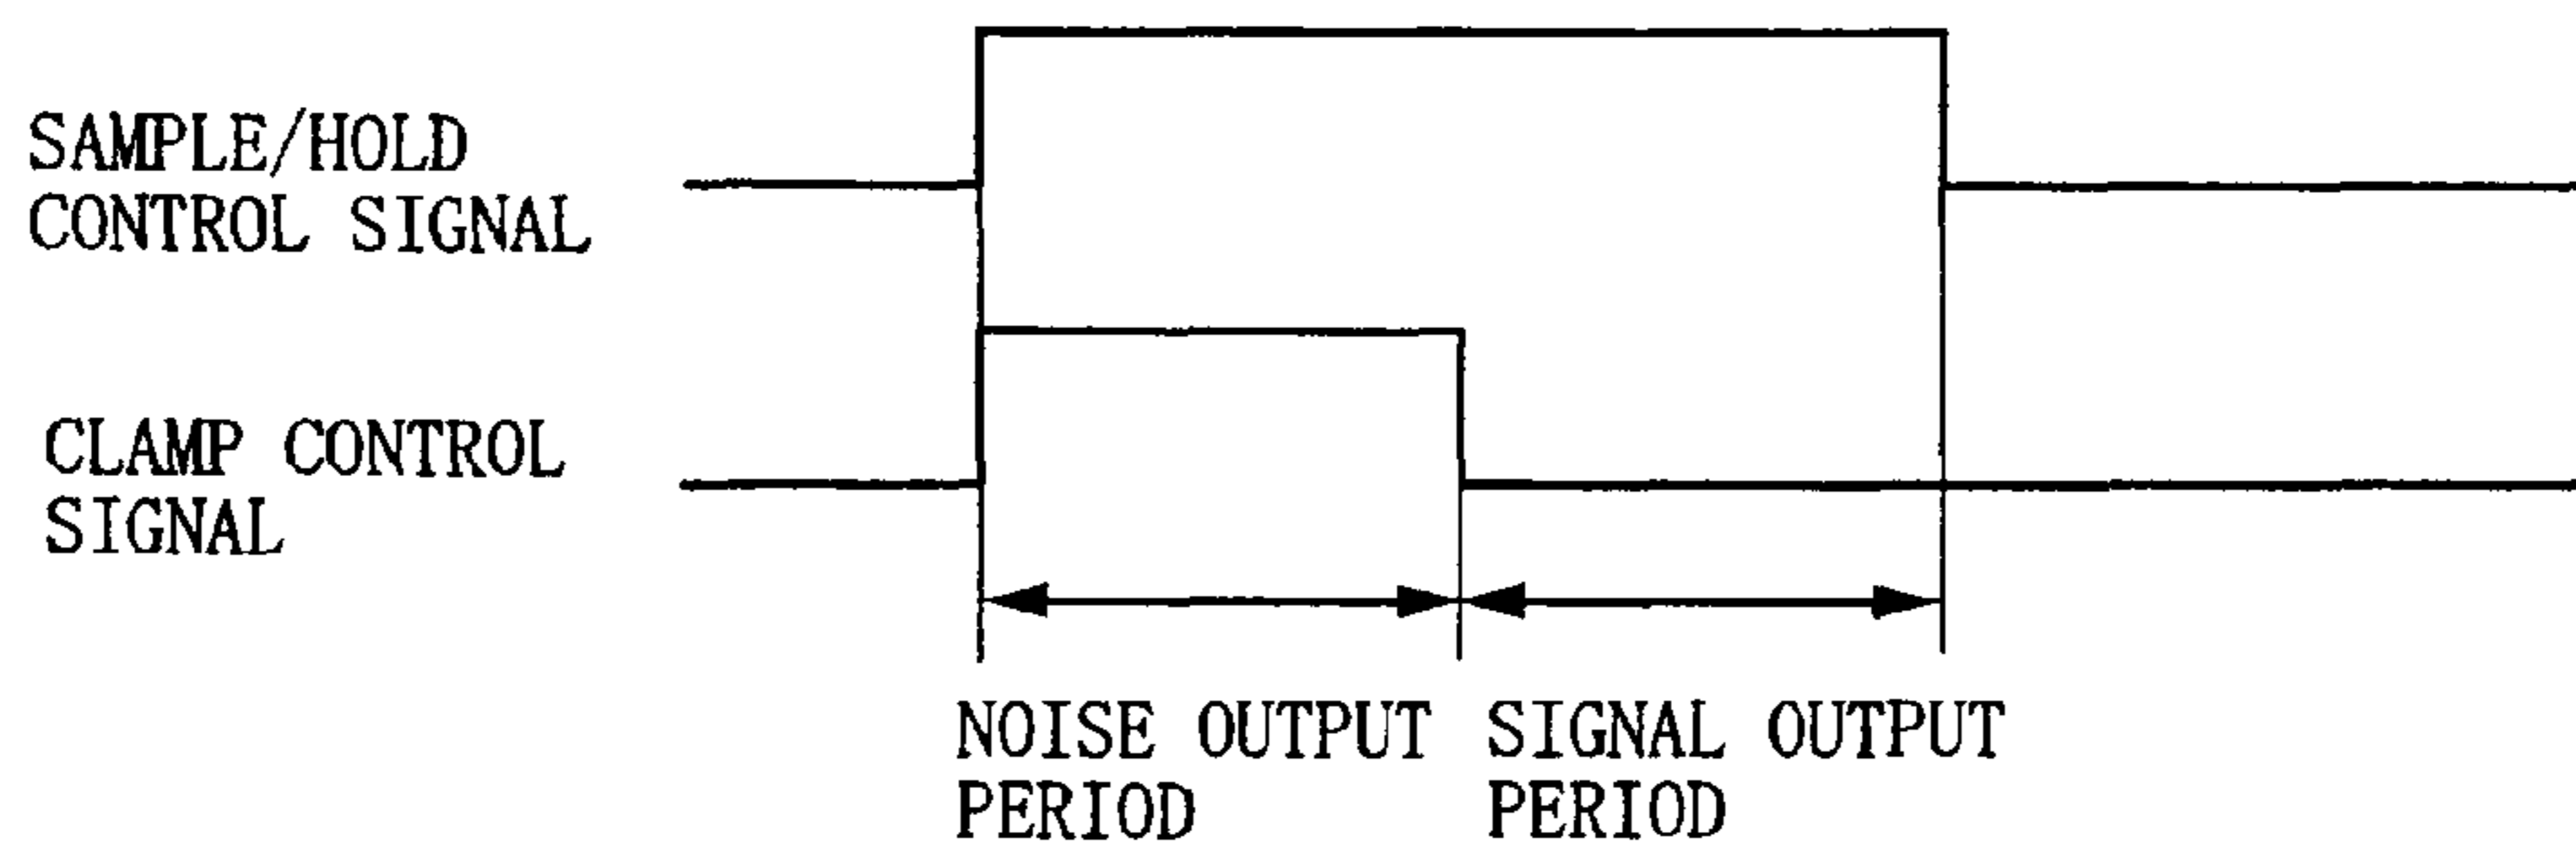 SAMPLE/HOLD
CONTROL SIGNAL
CLAMP CONTROL
SIGNAL
NOISE OUTPUT
PERIOD
SIGNAL OUTPUT
PERIOD